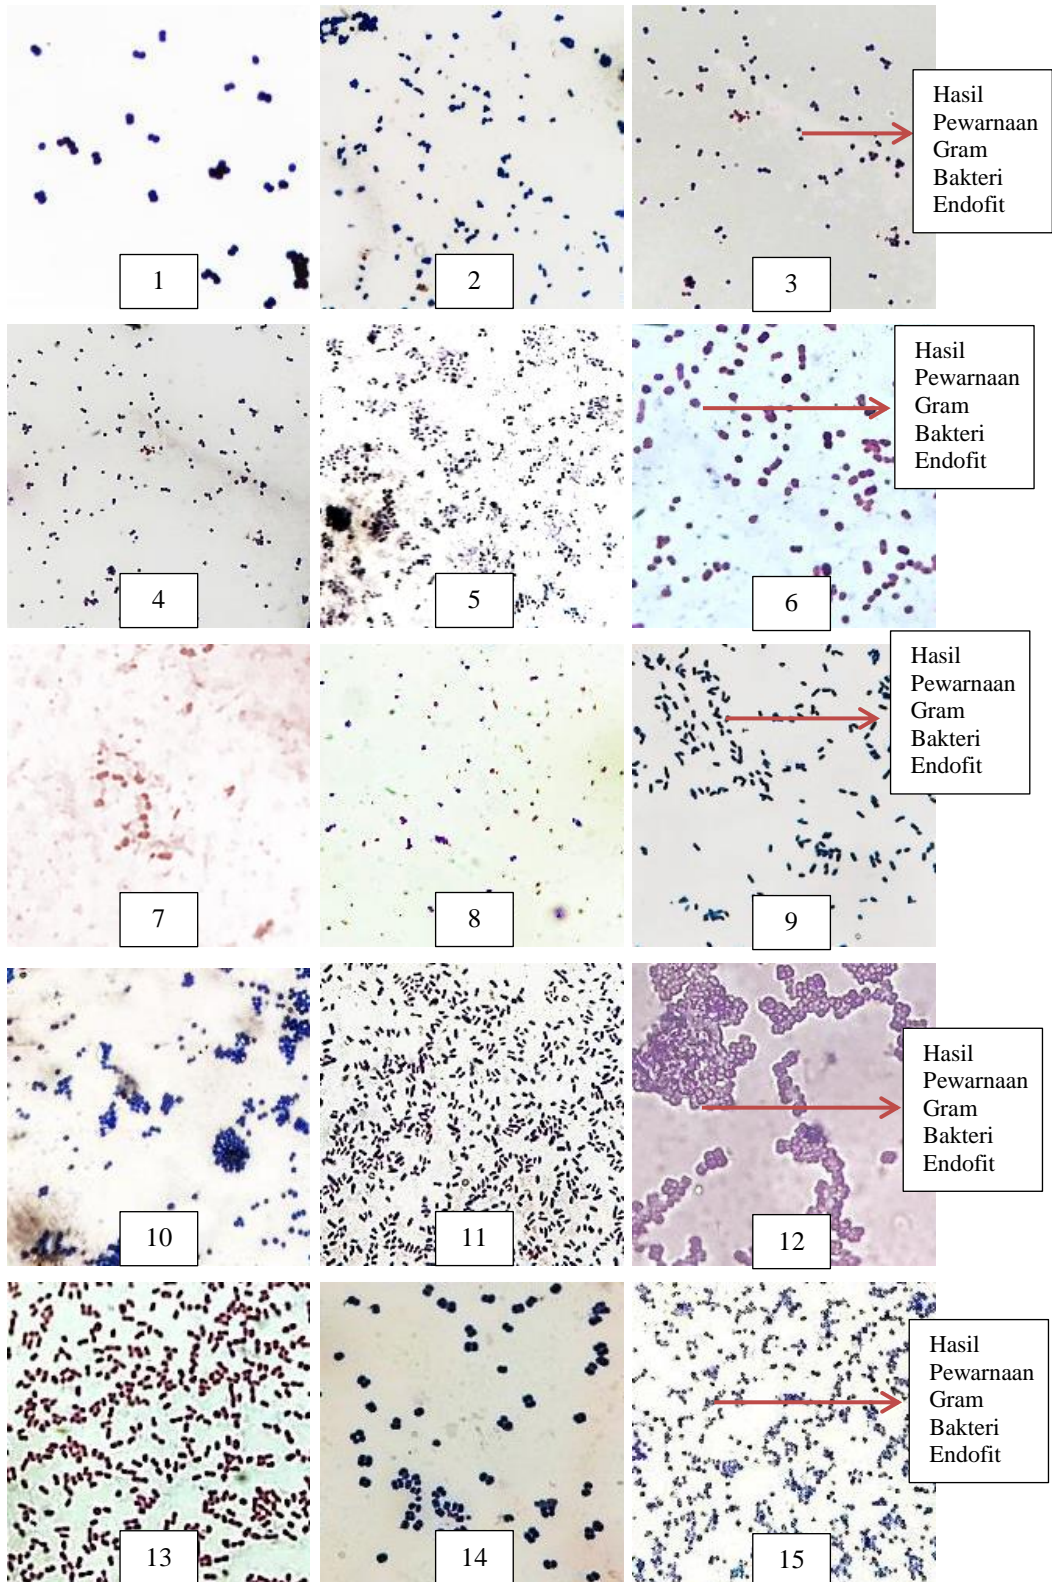 Hasil
Pewarnaan
Gram
Bakteri
Endofit
1
2
3
Hasil
Pewarnaan
Gram
Bakteri
Endofit
4
5
6
Hasil
Pewarnaan
Gram
Bakteri
Endofit
7
8
9
Hasil
Pewarnaan
Gram
Bakteri
Endofit
10
11
12
Hasil
Pewarnaan
Gram
Bakteri
Endofit
13
14
15